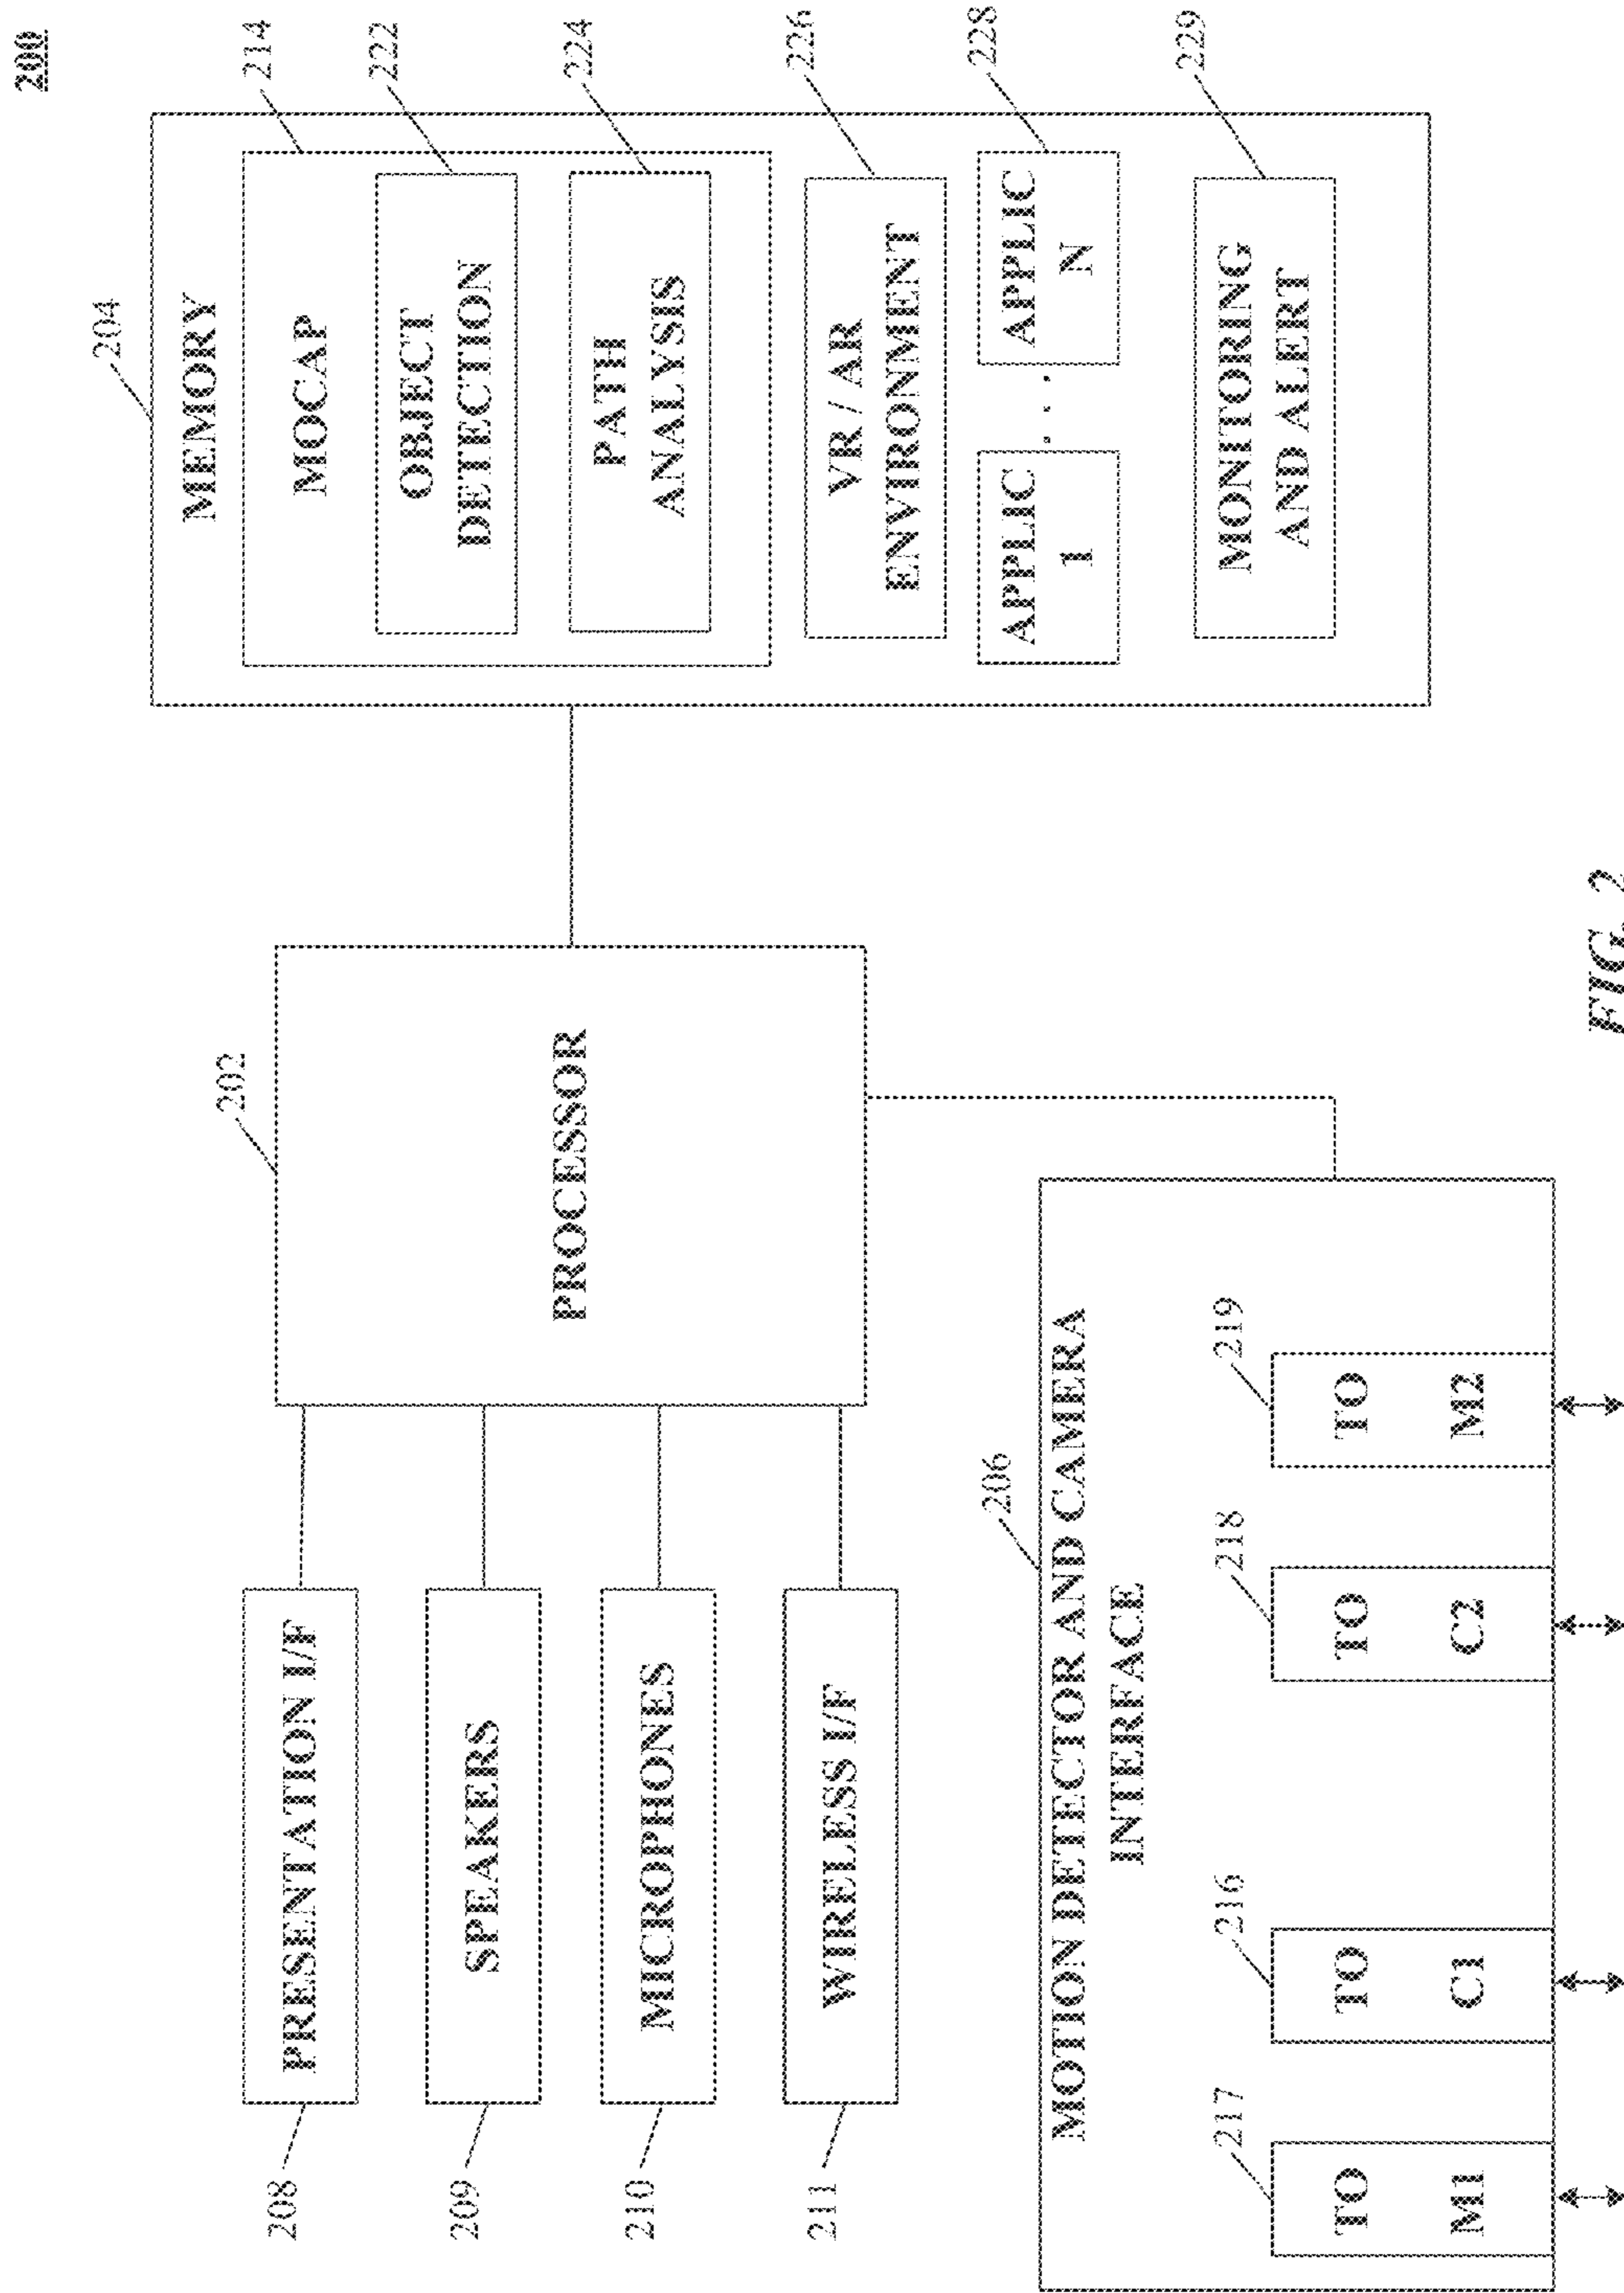 200
204
MEMORY
214
MOCAP
222
OBJECT
DETECTION
224
PATH
ANALYSIS
226
VR / AR
ENVIRONMENT
228
APPLIC
1
. . .
APPLIC
N
229
MONITORING
AND ALERT
202
PROCESSOR
208
PRESENTATION I/F
209
SPEAKERS
210
MICROPHONES
211
WIRELESS I/F
206
MOTION DETECTOR AND CAMERA
INTERFACE
217
TO
M1
216
TO
C1
218
TO
C2
219
TO
M2
FIG. 2